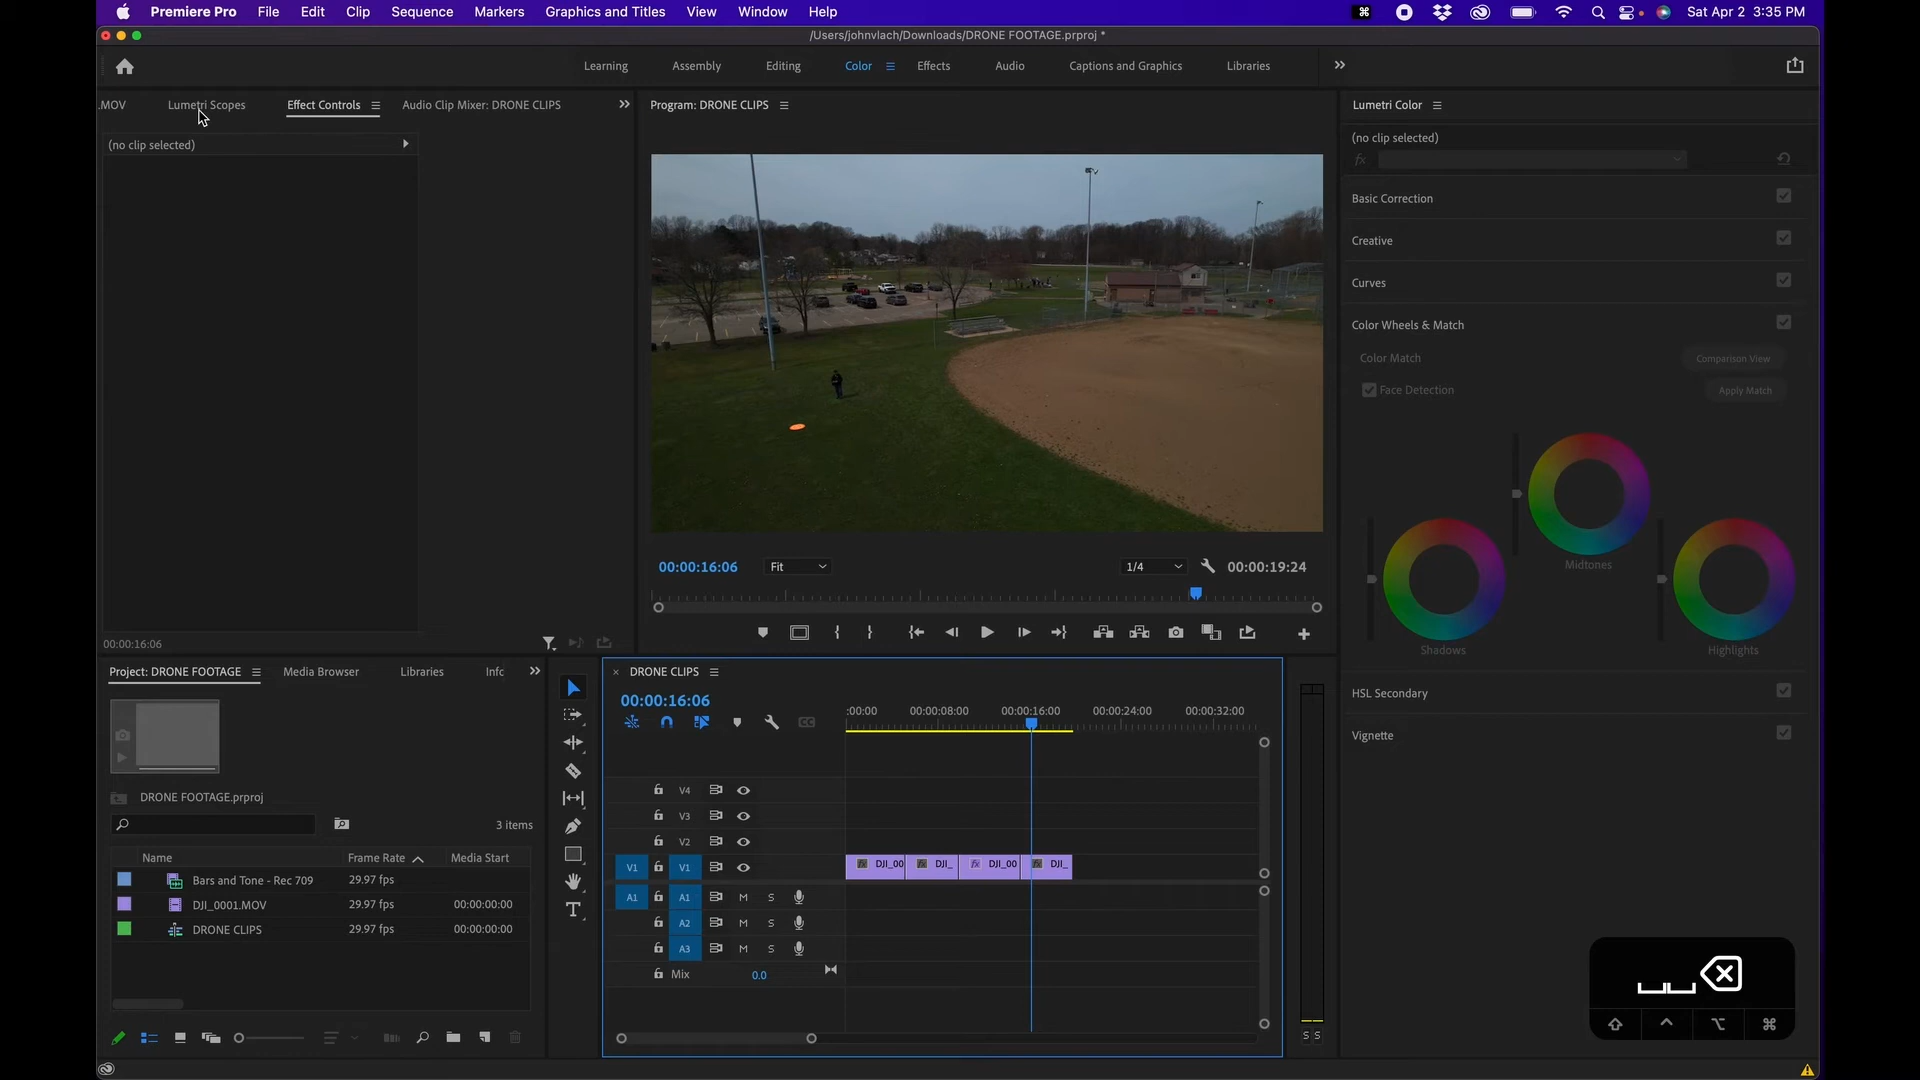 Premiere Pro File Edit Clip Sequence Markers Graphics and Titles View Window Help Sat Apr 2 3:35 PM
/Users/johnvlach/Downloads/DRONE FOOTAGE.prproj *
Learning Assembly Editing Color Effects Audio Captions and Graphics Libraries
.MOV Lumetri Scopes Effect Controls Audio Clip Mixer: DRONE CLIPS
(no clip selected)
00:00:16:06
Program: DRONE CLIPS
00:00:16:06 Fit 1/4 00:00:19:24
Lumetri Color
(no clip selected)
fx
Basic Correction
Creative
Curves
Color Wheels & Match
Color Match Comparison View
Face Detection Apply Match
Midtones
Shadows Highlights
HSL Secondary
Vignette
Project: DRONE FOOTAGE Media Browser Libraries Info
DRONE FOOTAGE.prproj
3 items
Name Frame Rate Media Start
Bars and Tone - Rec 709 29.97 fps
DJI_0001.MOV 29.97 fps 00:00:00:00
DRONE CLIPS 29.97 fps 00:00:00:00
× DRONE CLIPS
00:00:16:06
:00:00 00:00:08:00 00:00:16:00 00:00:24:00 00:00:32:00
CC
V4
V3
V2
V1 V1 fx DJI_00 fx DJI_ fx DJI_00 fx DJI_
A1 A1 M S
A2 M S
A3 M S
Mix 0.0
S S